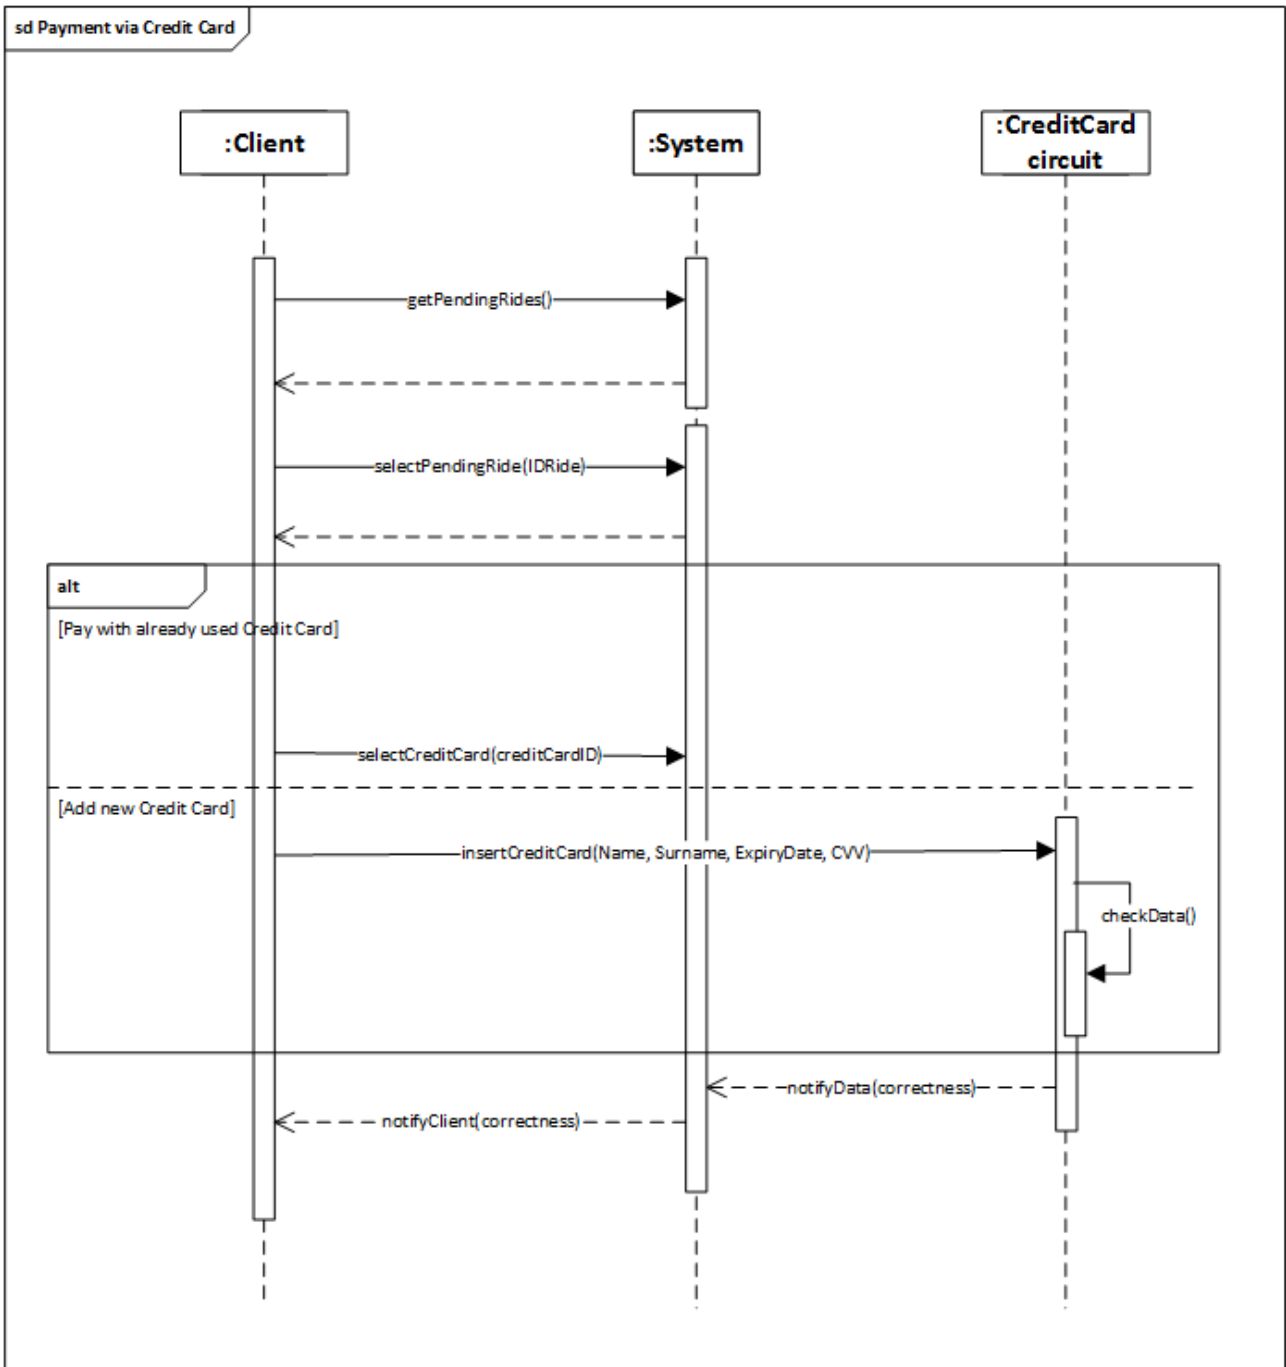 sd Payment via Credit Card
:Client
:System
:CreditCard
circuit
getPendingRides()
selectPendingRide(IDRide)
alt
[Pay with already used Credit Card]
selectCreditCard(creditCardID)
[Add new Credit Card]
insertCreditCard(Name, Surname, ExpiryDate, CVV)
checkData()
notifyData(correctness)
notifyClient(correctness)